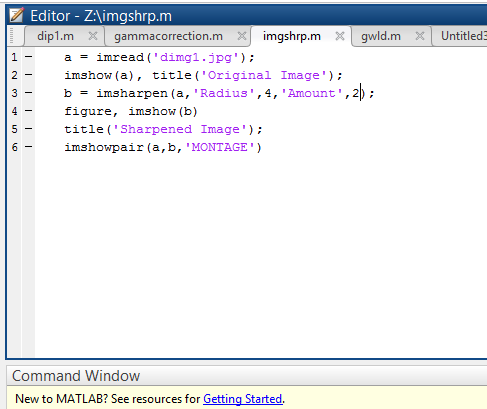 Editor - Z:\imgshrp.m
dip1.m gammacorrection.m imgshrp.m gwld.m Untitled3
1 a = imread('dimg1.jpg');
2 imshow(a), title('Original Image');
3 b = imsharpen(a,'Radius',4,'Amount',2);
4 figure, imshow(b)
5 title('Sharpened Image');
6 imshowpair(a,b,'MONTAGE')
Command Window
New to MATLAB? See resources for Getting Started.